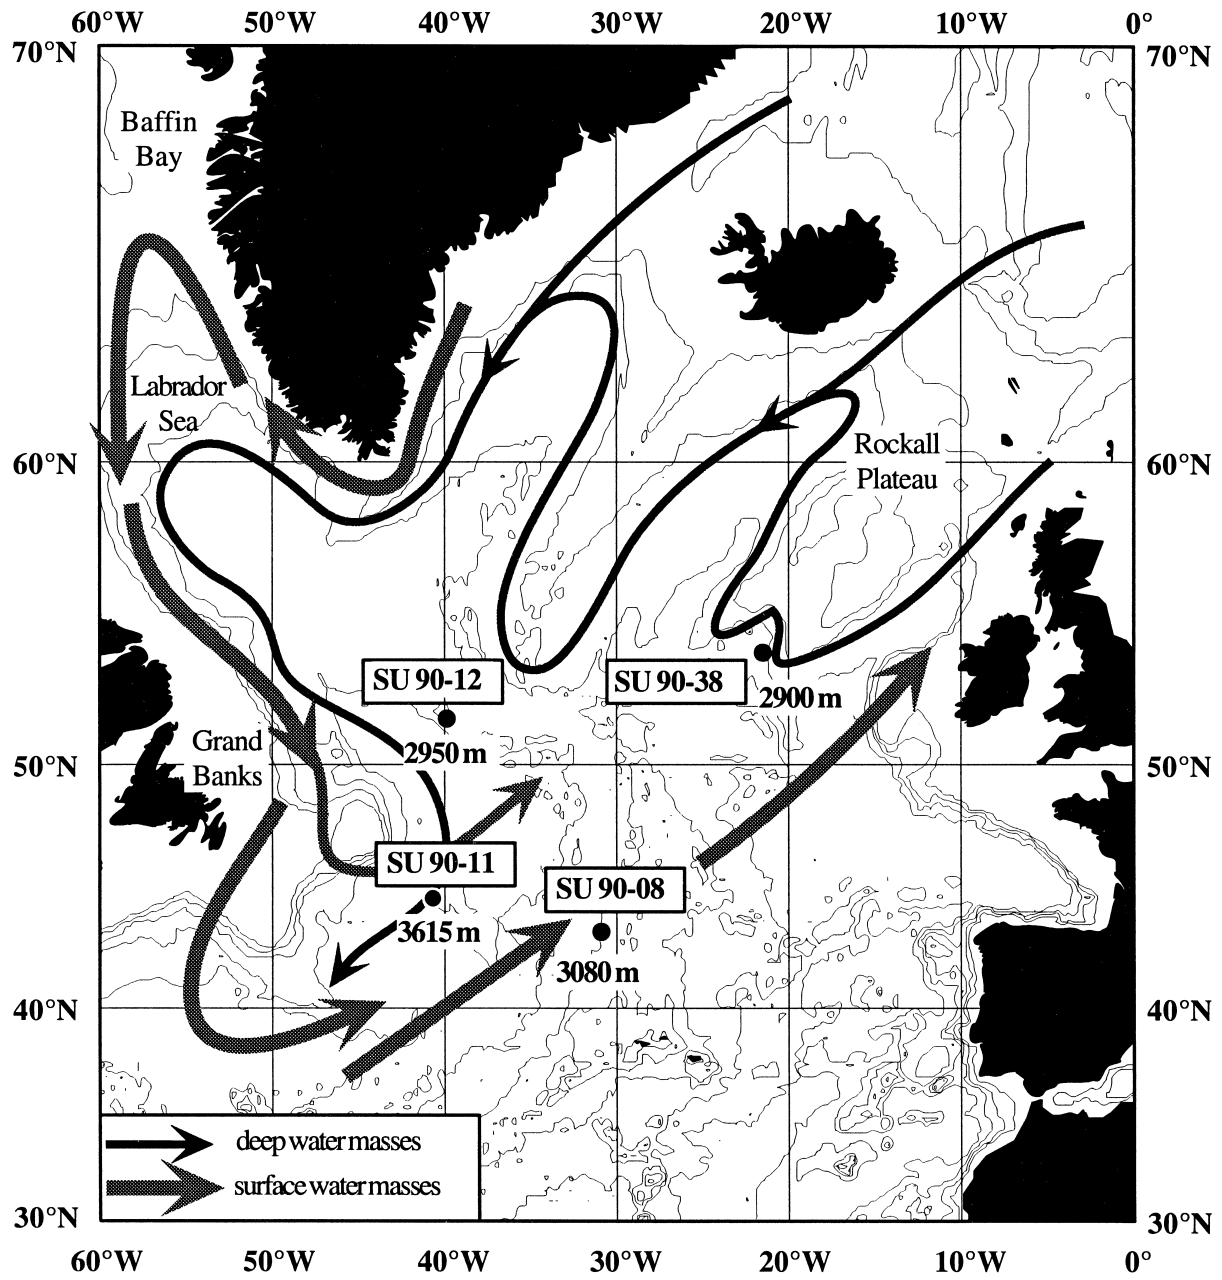 60°W 50°W 40°W 30°W 20°W 10°W 0°
70°N 70°N
Baffin
Bay
Labrador
Sea
Rockall
Plateau
60°N 60°N
SU 90-12 SU 90-38
2900 m
Grand
Banks
2950 m
50°N 50°N
SU 90-11
SU 90-08
3615 m
3080 m
40°N 40°N
deep water masses
surface water masses
30°N 30°N
60°W 50°W 40°W 30°W 20°W 10°W 0°